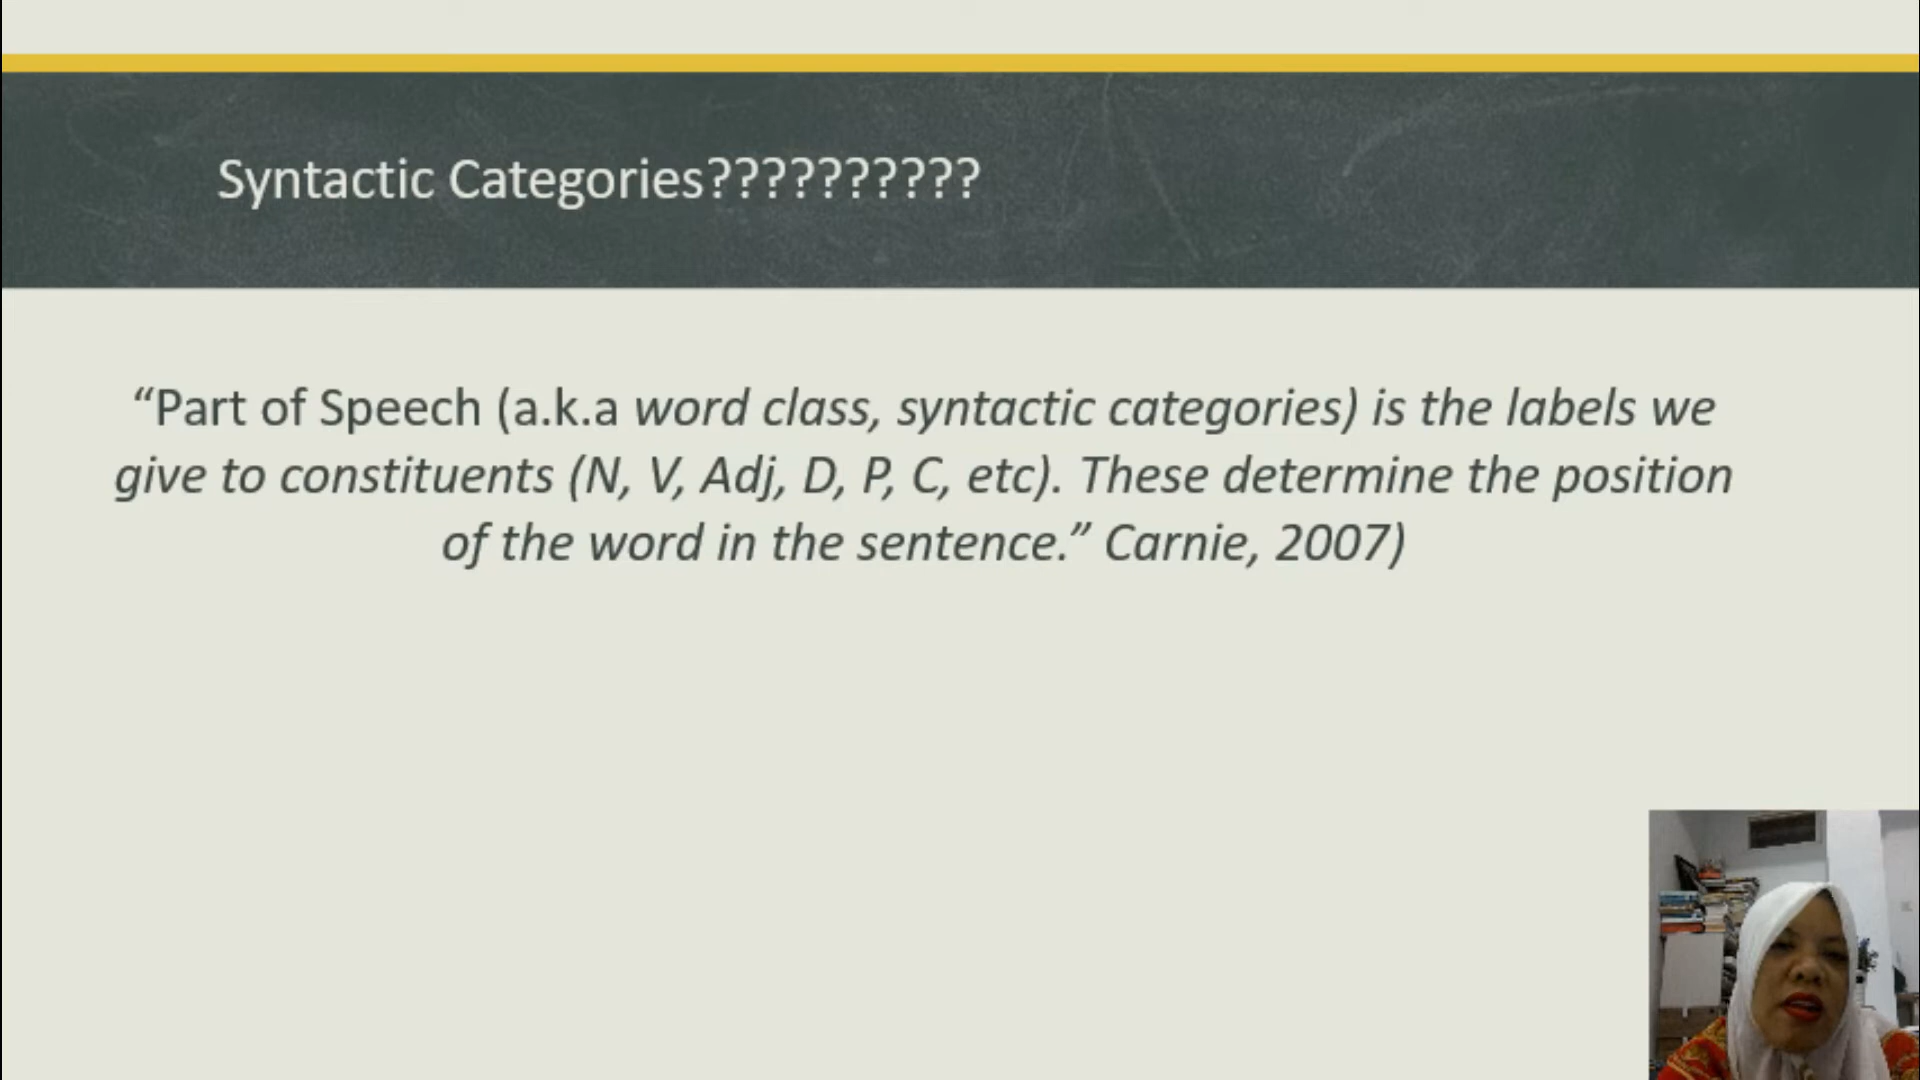 Syntactic Categories??????????
“Part of Speech (a.k.a word class, syntactic categories) is the labels we
give to constituents (N, V, Adj, D, P, C, etc). These determine the position
of the word in the sentence.” Carnie, 2007)